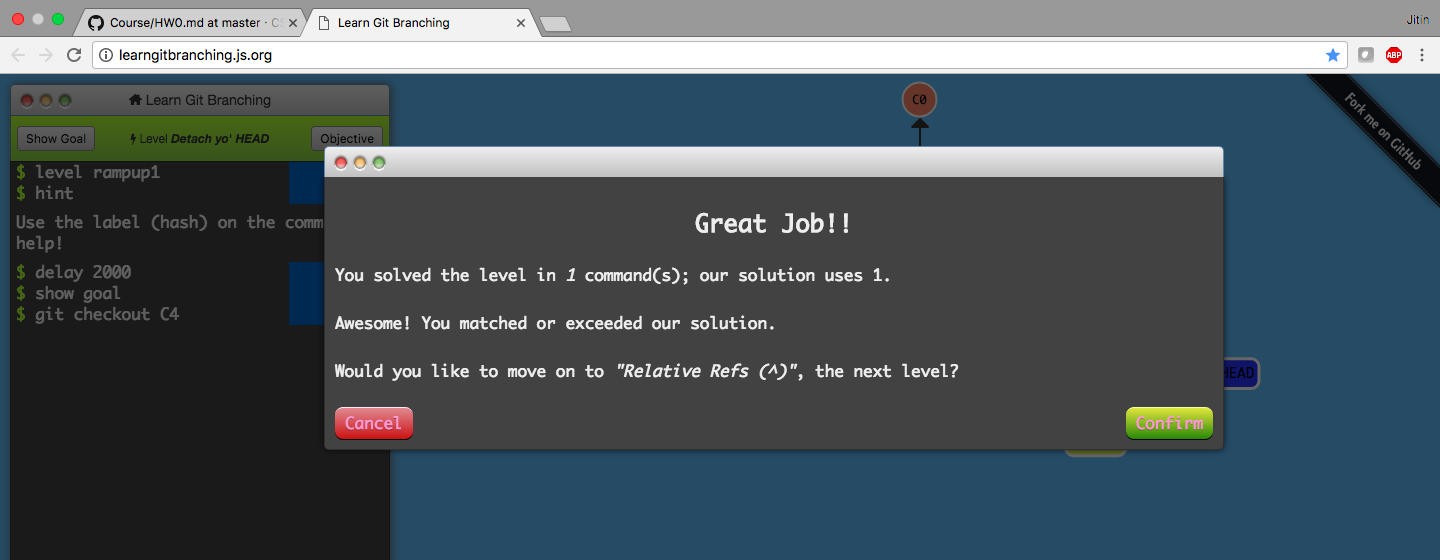 Course/HW0.md at master · CS
Learn Git Branching
Jitin
learngitbranching.js.org
ABP
Learn Git Branching
C0
Fork me on GitHub
Show Goal
Level Detach yo' HEAD
Objective
$ level rampup1
$ hint
Use the label (hash) on the comm
help!
$ delay 2000
$ show goal
$ git checkout C4
Great Job!!
You solved the level in 1 command(s); our solution uses 1.
Awesome! You matched or exceeded our solution.
Would you like to move on to "Relative Refs (^)", the next level?
HEAD
Cancel
Confirm